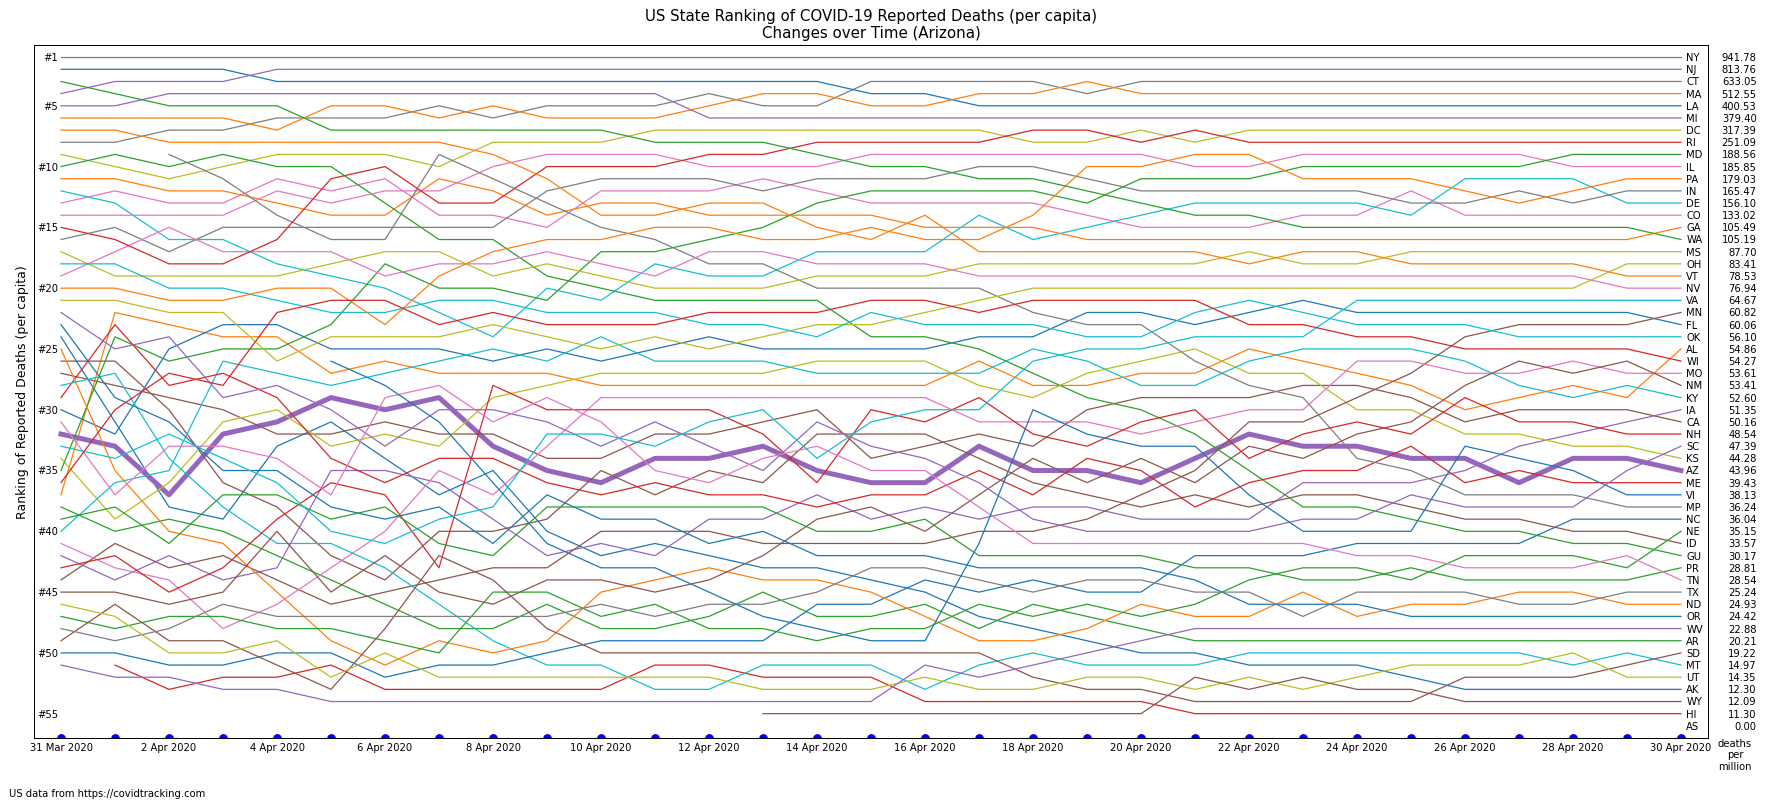 US State Ranking of COVID-19 Reported Deaths (per capita)
Changes over Time (Arizona)
Ranking of Reported Deaths (per capita)
#1
#5
#10
#15
#20
#25
#30
#35
#40
#45
#50
#55
NY 941.78
NJ 813.76
CT 633.05
MA 512.55
LA 400.53
MI 379.40
DC 317.39
RI 251.09
MD 188.56
IL 185.85
PA 179.03
IN 165.47
DE 156.10
CO 133.02
GA 105.49
WA 105.19
MS 87.70
OH 83.41
VT 78.53
NV 76.94
VA 64.67
MN 60.82
FL 60.06
OK 56.10
AL 54.86
WI 54.27
MO 53.61
NM 53.41
KY 52.60
IA 51.35
CA 50.16
NH 48.54
SC 47.39
KS 44.28
AZ 43.96
ME 39.43
VI 38.13
MP 36.24
NC 36.04
NE 35.15
ID 33.57
GU 30.17
PR 28.81
TN 28.54
TX 25.24
ND 24.93
OR 24.42
WV 22.88
AR 20.21
SD 19.22
MT 14.97
UT 14.35
AK 12.30
WY 12.09
HI 11.30
AS 0.00
31 Mar 2020 2 Apr 2020 4 Apr 2020 6 Apr 2020 8 Apr 2020 10 Apr 2020 12 Apr 2020 14 Apr 2020 16 Apr 2020 18 Apr 2020 20 Apr 2020 22 Apr 2020 24 Apr 2020 26 Apr 2020 28 Apr 2020 30 Apr 2020
deaths
per
million
US data from https://covidtracking.com